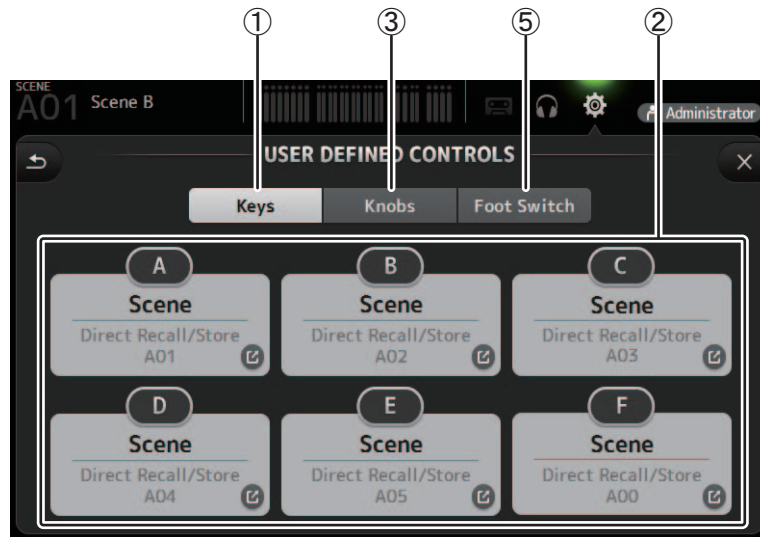 ① ③ ⑤ ②
SCENE
A01 Scene B
Administrator
USER DEFINED CONTROLS
Keys Knobs Foot Switch
A B C
Scene Scene Scene
Direct Recall/Store Direct Recall/Store Direct Recall/Store
A01 A02 A03
D E F
Scene Scene Scene
Direct Recall/Store Direct Recall/Store Direct Recall/Store
A04 A05 A00